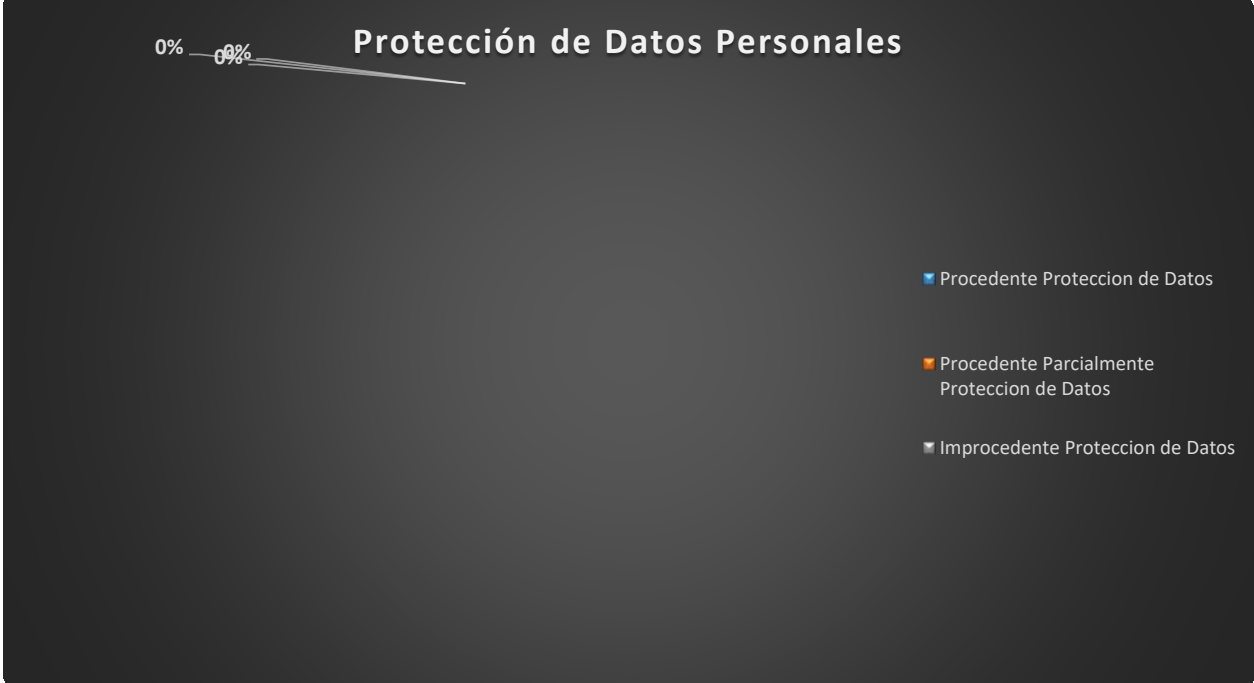 Protección de Datos Personales
0%
0%
0%
Procedente Proteccion de Datos
Procedente Parcialmente
Proteccion de Datos
Improcedente Proteccion de Datos